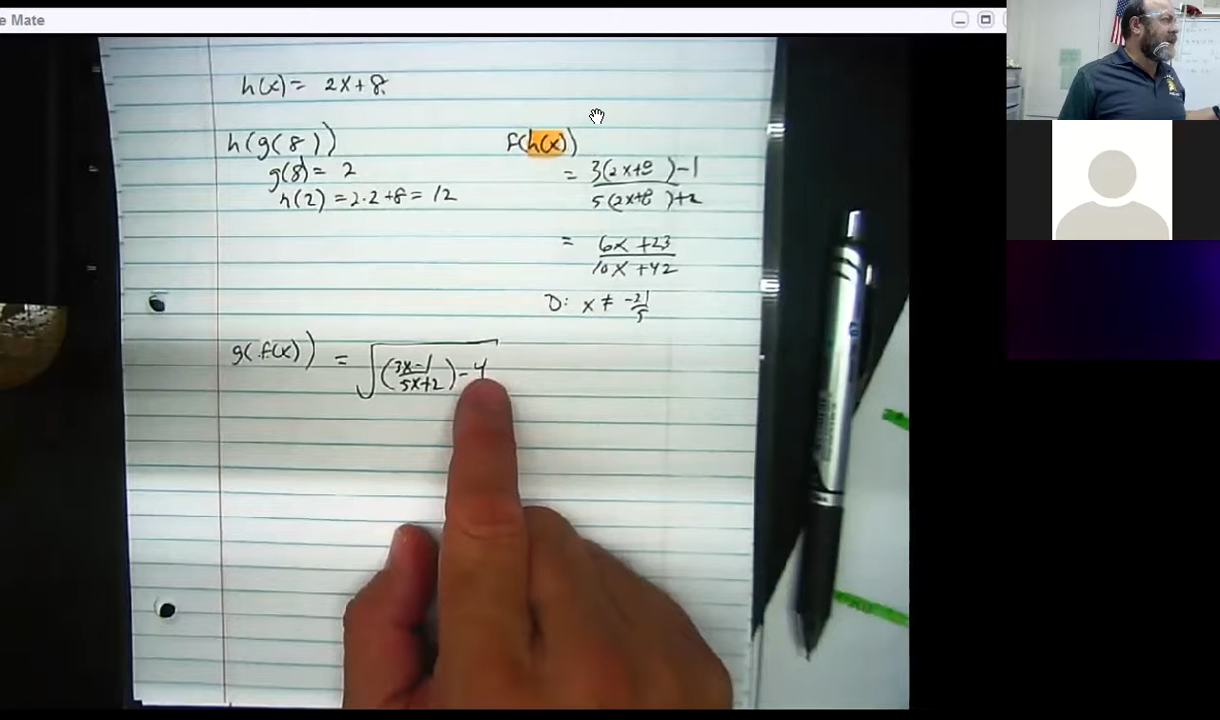 e Mate
h(x) = 2x+8
h(g(8))
g(8) = 2
h(2) = 2·2+8 = 12
f(h(x))
= 3(2x+8)-1
5(2x+8)+2
= 6x+23
10x+42
D: x ≠ -21/5
g(f(x)) = √((3x-1)/(5x+2))-4